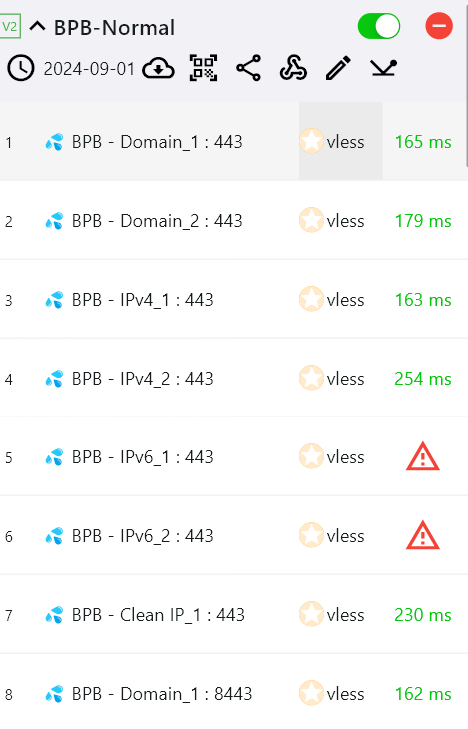 V2 BPB-Normal
2024-09-01
1 BPB - Domain_1 : 443 vless 165 ms
2 BPB - Domain_2 : 443 vless 179 ms
3 BPB - IPv4_1 : 443 vless 163 ms
4 BPB - IPv4_2 : 443 vless 254 ms
5 BPB - IPv6_1 : 443 vless
6 BPB - IPv6_2 : 443 vless
7 BPB - Clean IP_1 : 443 vless 230 ms
8 BPB - Domain_1 : 8443 vless 162 ms